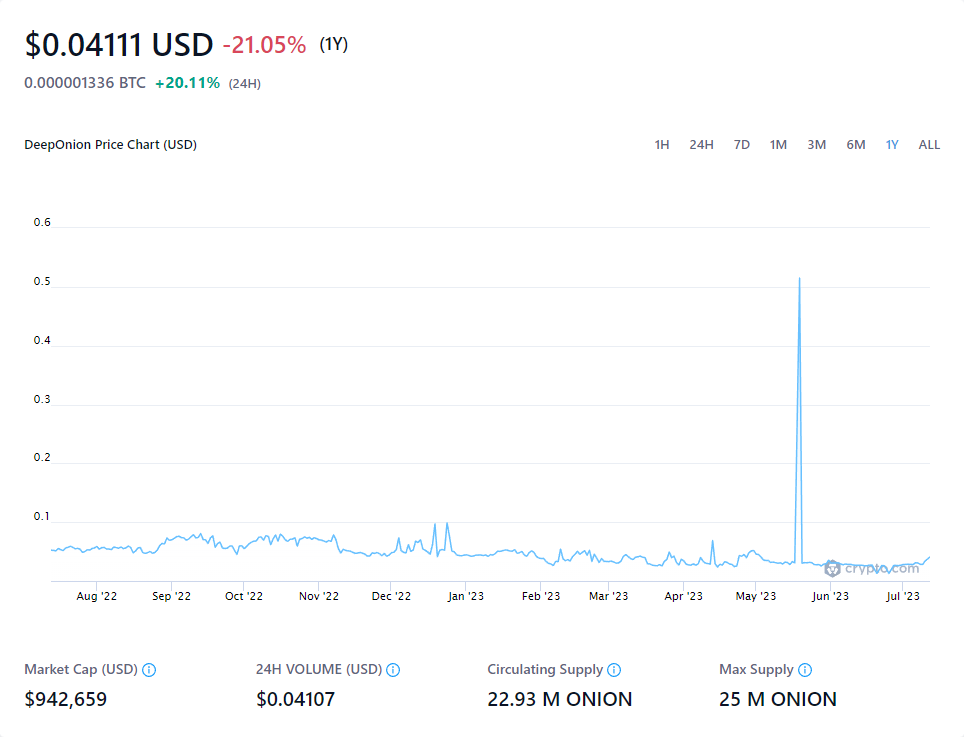 $0.04111 USD -21.05% (1Y)
0.000001336 BTC +20.11% (24H)
DeepOnion Price Chart (USD) 1H 24H 7D 1M 3M 6M 1Y ALL
0.6
0.5
0.4
0.3
0.2
0.1
crypto.com
Aug '22 Sep '22 Oct '22 Nov '22 Dec '22 Jan '23 Feb '23 Mar '23 Apr '23 May '23 Jun '23 Jul '23
Market Cap (USD) 24H VOLUME (USD) Circulating Supply Max Supply
$942,659 $0.04107 22.93 M ONION 25 M ONION